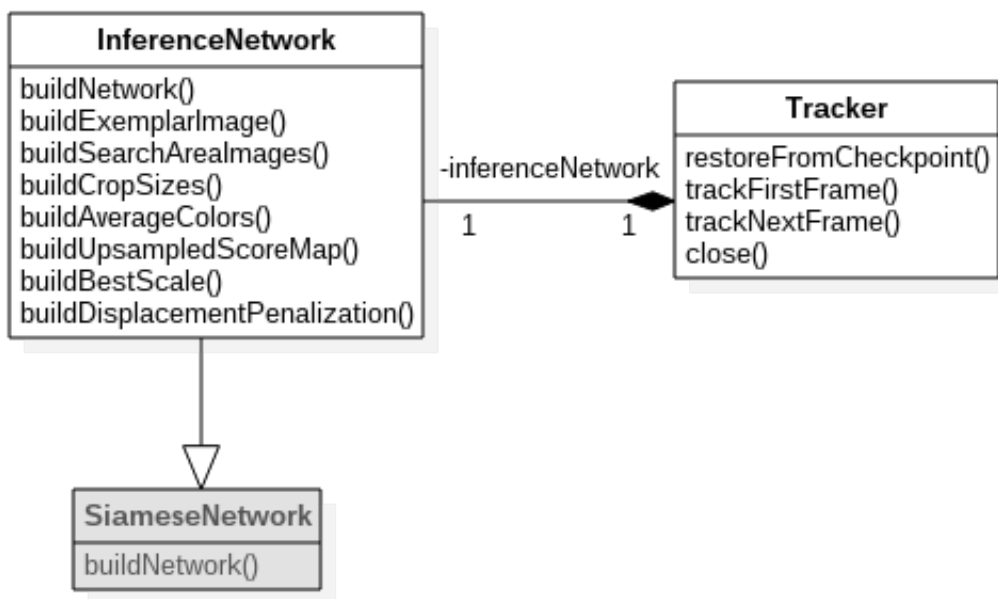 InferenceNetwork
buildNetwork()
buildExemplarImage()
buildSearchAreaImages()
buildCropSizes()
buildAverageColors()
buildUpsampledScoreMap()
buildBestScale()
buildDisplacementPenalization()
-inferenceNetwork
1
1
Tracker
restoreFromCheckpoint()
trackFirstFrame()
trackNextFrame()
close()
SiameseNetwork
buildNetwork()